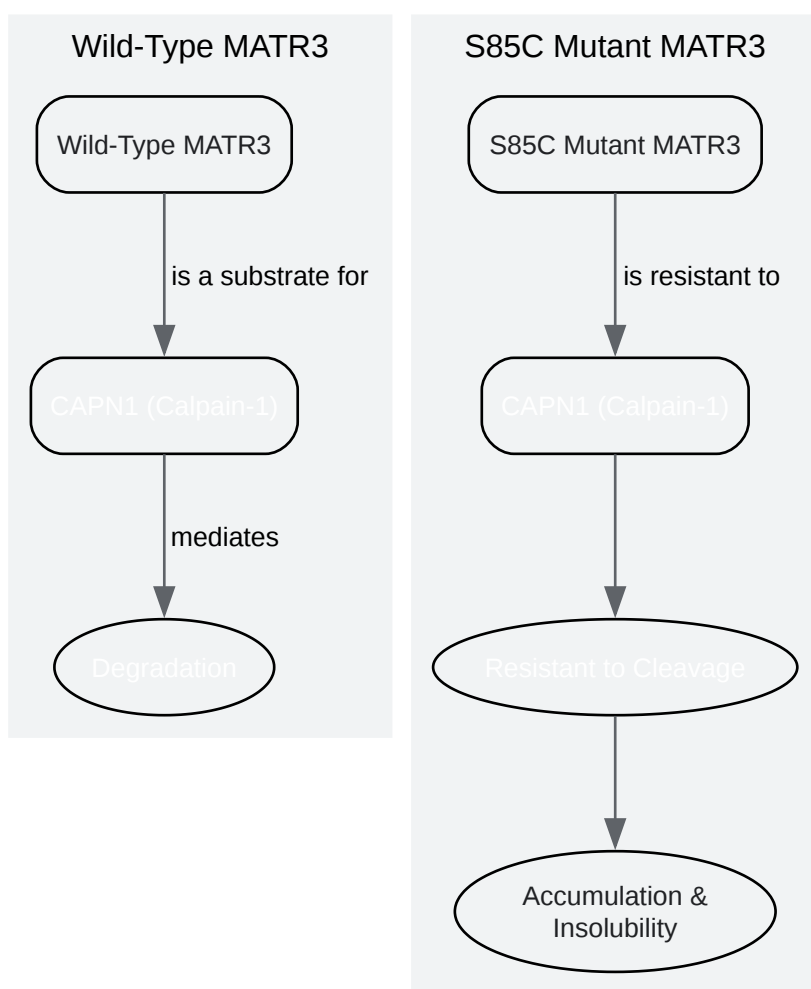 Wild-Type MATR3
Wild-Type MATR3
is a substrate for
CAPN1 (Calpain-1)
mediates
Degradation
S85C Mutant MATR3
S85C Mutant MATR3
is resistant to
CAPN1 (Calpain-1)
Resistant to Cleavage
Accumulation &
Insolubility